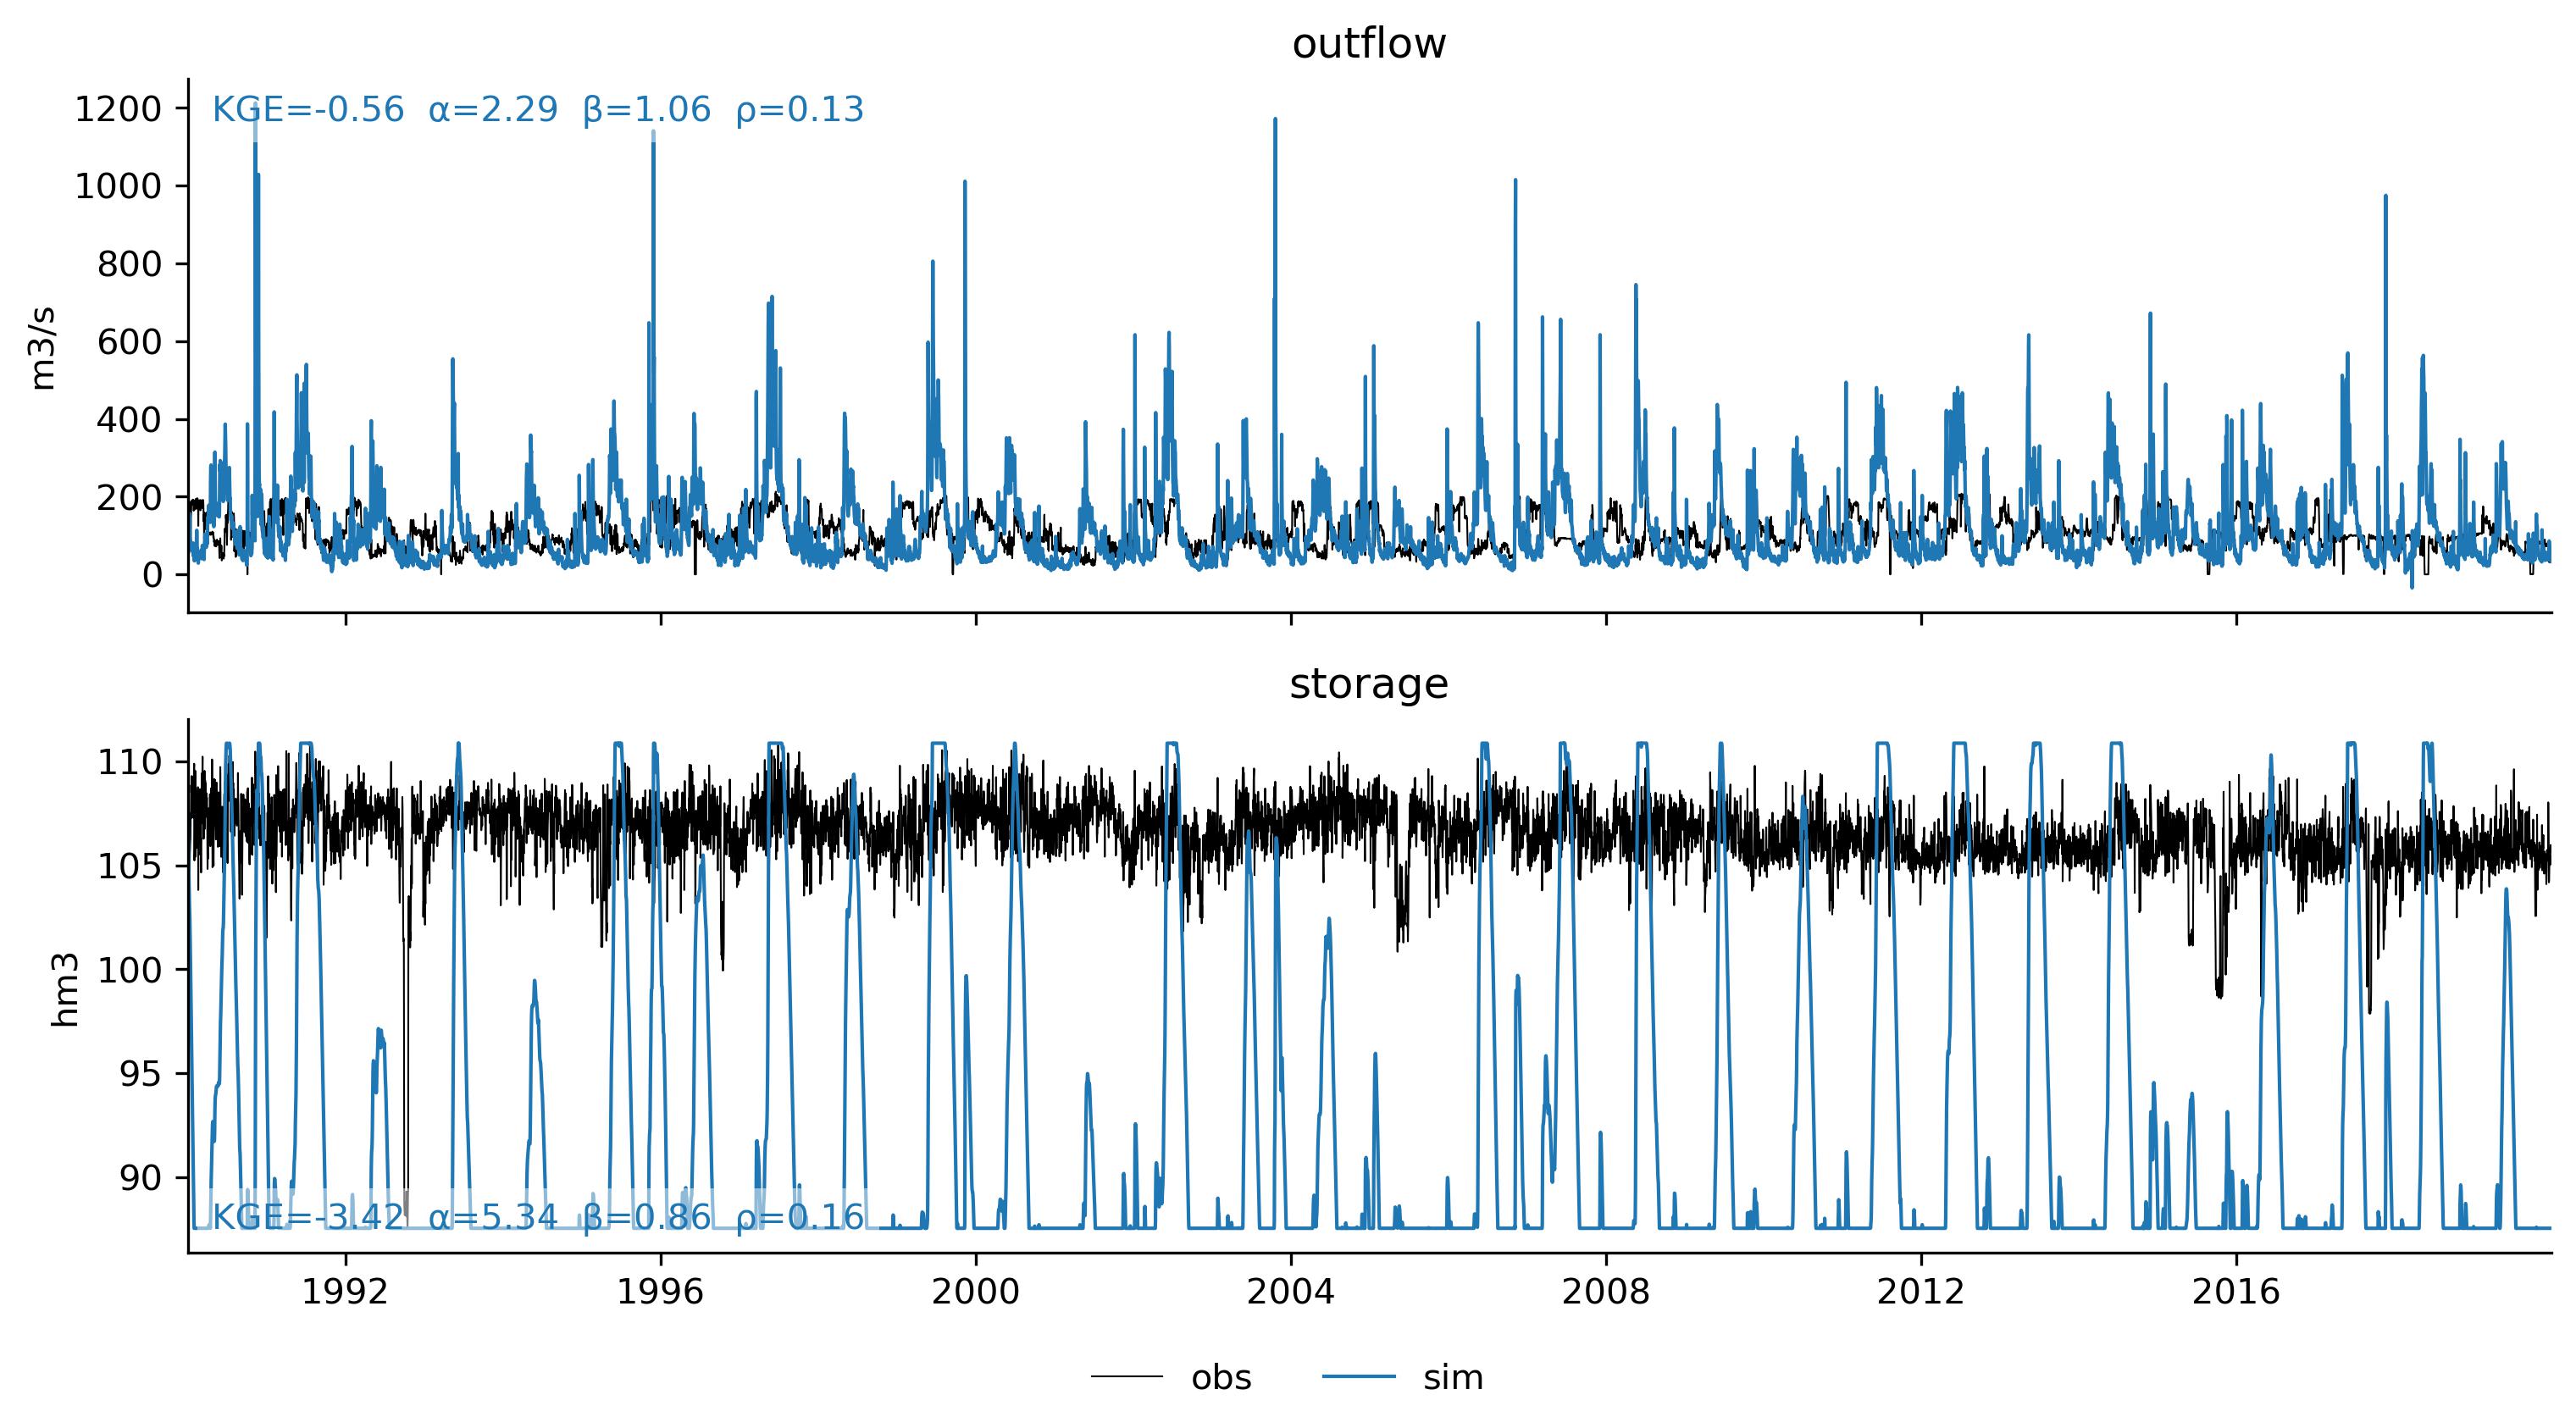 outflow
KGE=-0.56 α=2.29 β=1.06 ρ=0.13
1200
1000
800
600
400
200
0
m3/s
storage
110
105
100
95
90
hm3
KGE=-3.42 α=5.34 β=0.86 ρ=0.16
1992 1996 2000 2004 2008 2012 2016
obs sim